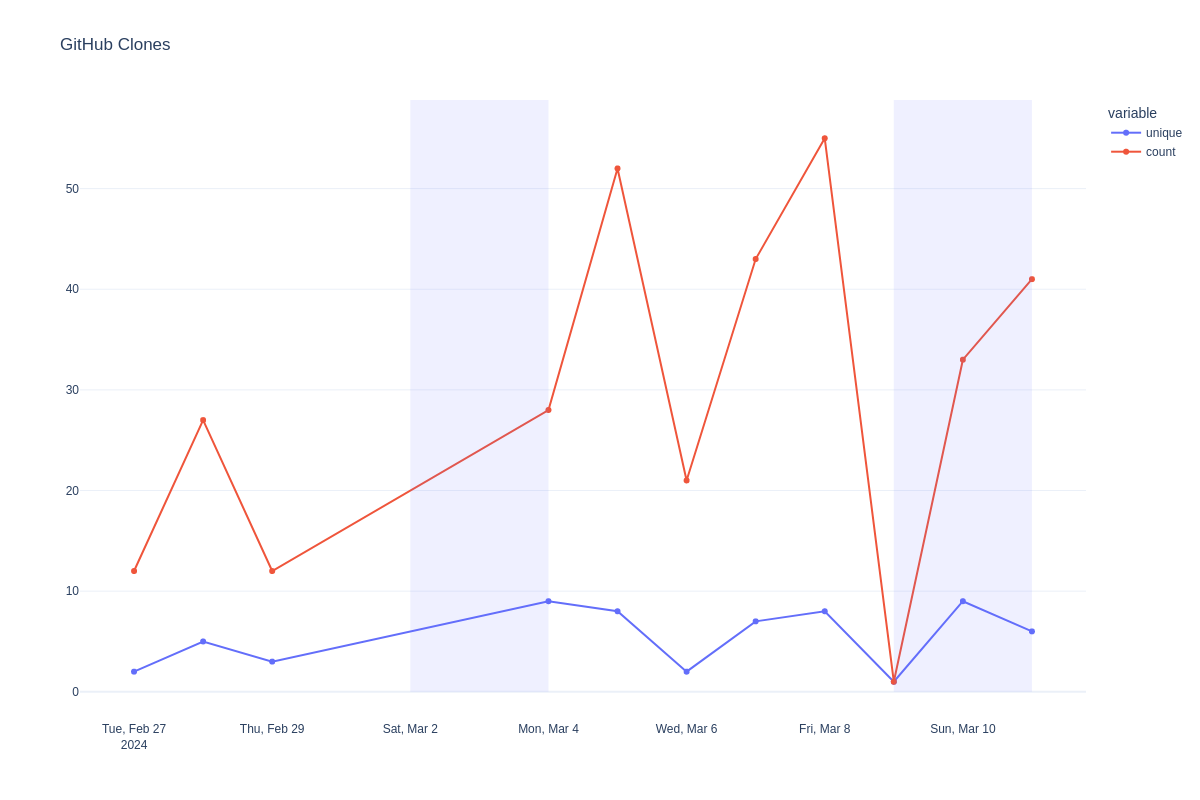 GitHub Clones
variable
unique
count
50
40
30
20
10
0
Tue, Feb 27
2024
Thu, Feb 29
Sat, Mar 2
Mon, Mar 4
Wed, Mar 6
Fri, Mar 8
Sun, Mar 10